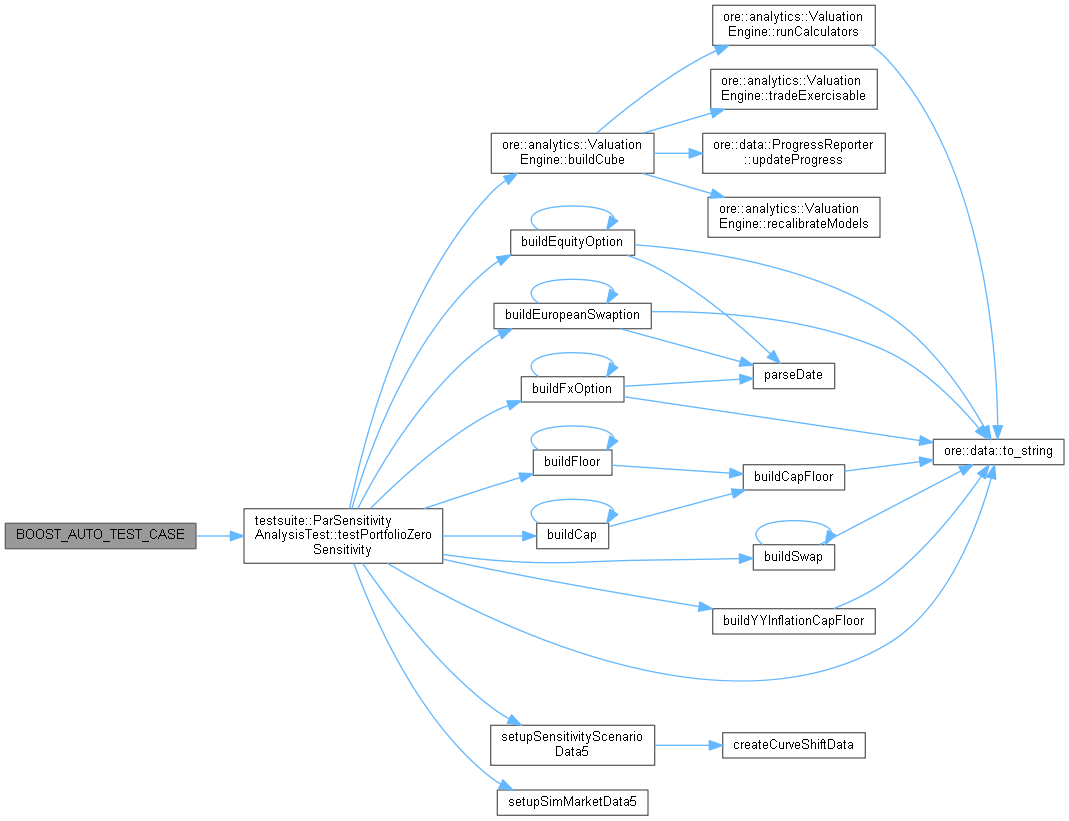 ore::analytics::Valuation
Engine::runCalculators
ore::analytics::Valuation
Engine::tradeExercisable
ore::analytics::Valuation
Engine::buildCube
ore::data::ProgressReporter
::updateProgress
ore::analytics::Valuation
Engine::recalibrateModels
buildEquityOption
buildEuropeanSwaption
parseDate
buildFxOption
ore::data::to_string
buildFloor
buildCapFloor
BOOST_AUTO_TEST_CASE
testsuite::ParSensitivity
AnalysisTest::testPortfolioZero
Sensitivity
buildCap
buildSwap
buildYYInflationCapFloor
setupSensitivityScenario
Data5
createCurveShiftData
setupSimMarketData5